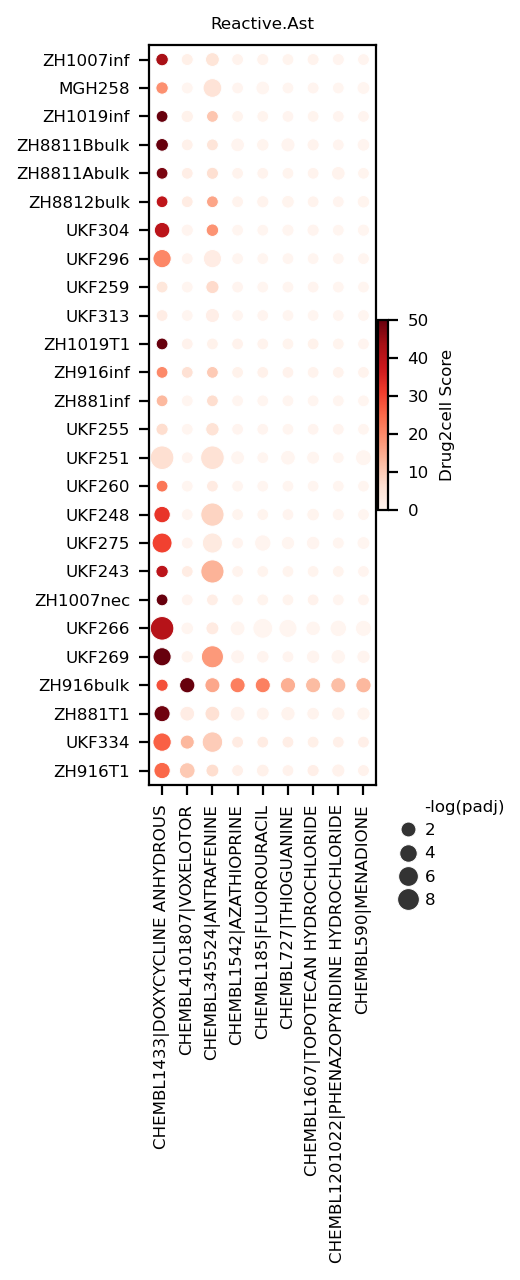 Reactive.Ast
ZH1007inf
MGH258
ZH1019inf
ZH8811Bbulk
ZH8811Abulk
ZH8812bulk
UKF304
UKF296
UKF259
UKF313
ZH1019T1
ZH916inf
ZH881inf
UKF255
UKF251
UKF260
UKF248
UKF275
UKF243
ZH1007nec
UKF266
UKF269
ZH916bulk
ZH881T1
UKF334
ZH916T1
50
40
30
20
10
0
Drug2cell Score
-log(padj)
2
4
6
8
CHEMBL1433|DOXYCYCLINE ANHYDROUS
CHEMBL4101807|VOXELOTOR
CHEMBL345524|ANTRAFENINE
CHEMBL1542|AZATHIOPRINE
CHEMBL185|FLUOROURACIL
CHEMBL727|THIOGUANINE
CHEMBL1607|TOPOTECAN HYDROCHLORIDE
CHEMBL1201022|PHENAZOPYRIDINE HYDROCHLORIDE
CHEMBL590|MENADIONE